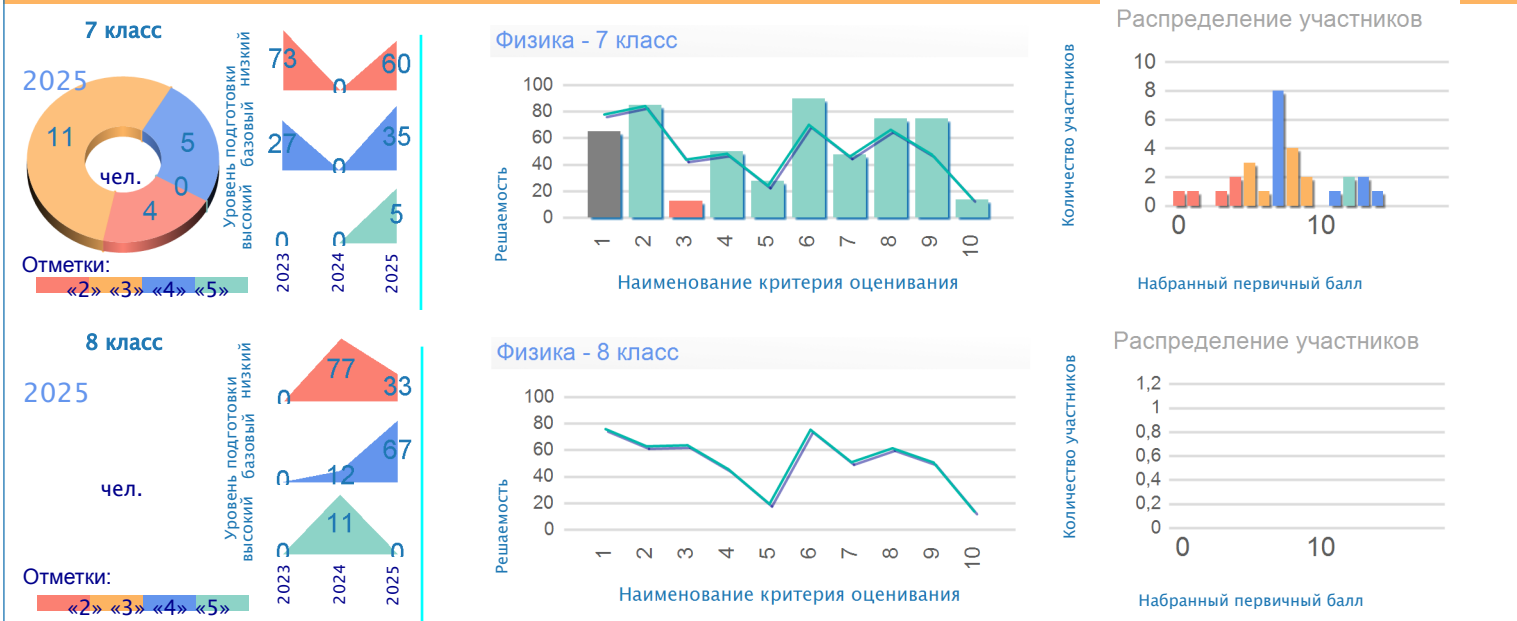 7 класс
2025
11
5
0
4
чел.
Отметки:
«2» «3» «4» «5»
Уровень подготовки
низкий
базовый
высокий
73
0
60
27
0
35
0
0
5
2023
2024
2025
Физика - 7 класс
Решаемость
100
80
60
40
20
0
1
2
3
4
5
6
7
8
9
10
Наименование критерия оценивания
Распределение участников
Количество участников
10
8
6
4
2
0
0
10
Набранный первичный балл
8 класс
2025
чел.
Отметки:
«2» «3» «4» «5»
Уровень подготовки
низкий
базовый
высокий
0
77
33
0
12
67
0
11
0
2023
2024
2025
Физика - 8 класс
Решаемость
100
80
60
40
20
0
1
2
3
4
5
6
7
8
9
10
Наименование критерия оценивания
Распределение участников
Количество участников
1,2
1
0,8
0,6
0,4
0,2
0
0
10
Набранный первичный балл